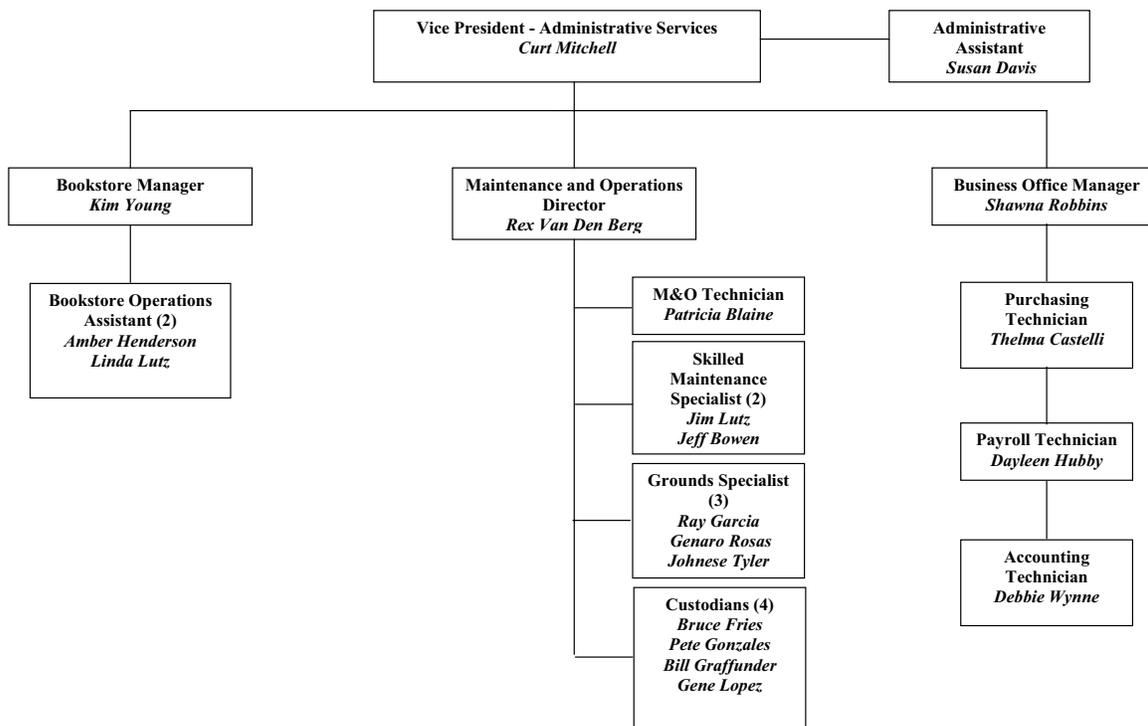 Vice President - Administrative Services
Curt Mitchell
Administrative
Assistant
Susan Davis
Bookstore Manager
Kim Young
Maintenance and Operations
Director
Rex Van Den Berg
Business Office Manager
Shawna Robbins
Bookstore Operations
Assistant (2)
Amber Henderson
Linda Lutz
M&O Technician
Patricia Blaine
Skilled
Maintenance
Specialist (2)
Jim Lutz
Jeff Bowen
Grounds Specialist
(3)
Ray Garcia
Genaro Rosas
Johnese Tyler
Custodians (4)
Bruce Fries
Pete Gonzales
Bill Graffunder
Gene Lopez
Purchasing
Technician
Thelma Castelli
Payroll Technician
Dayleen Hubby
Accounting
Technician
Debbie Wynne